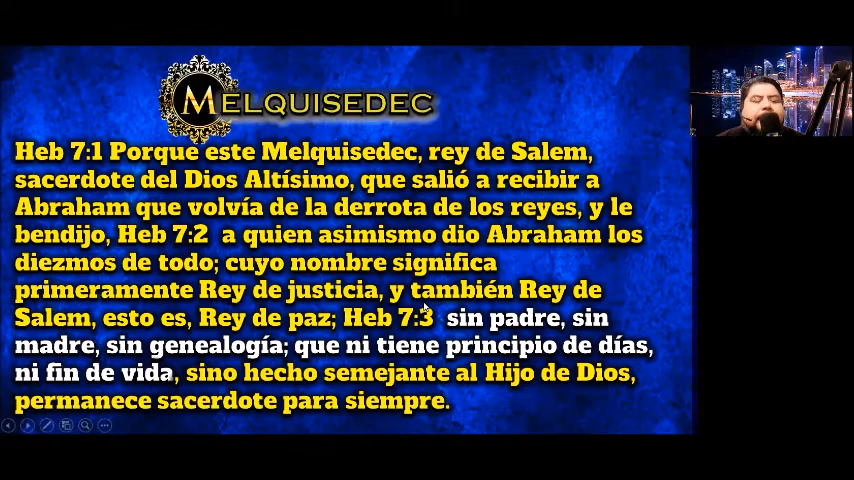 MELQUISEDEC
Heb 7:1 Porque este Melquisedec, rey de Salem,
sacerdote del Dios Altísimo, que salió a recibir a
Abraham que volvía de la derrota de los reyes, y le
bendijo, Heb 7:2 a quien asimismo dio Abraham los
diezmos de todo; cuyo nombre significa
primeramente Rey de justicia, y también Rey de
Salem, esto es, Rey de paz; Heb 7:3 sin padre, sin
madre, sin genealogía; que ni tiene principio de días,
ni fin de vida, sino hecho semejante al Hijo de Dios,
permanece sacerdote para siempre.